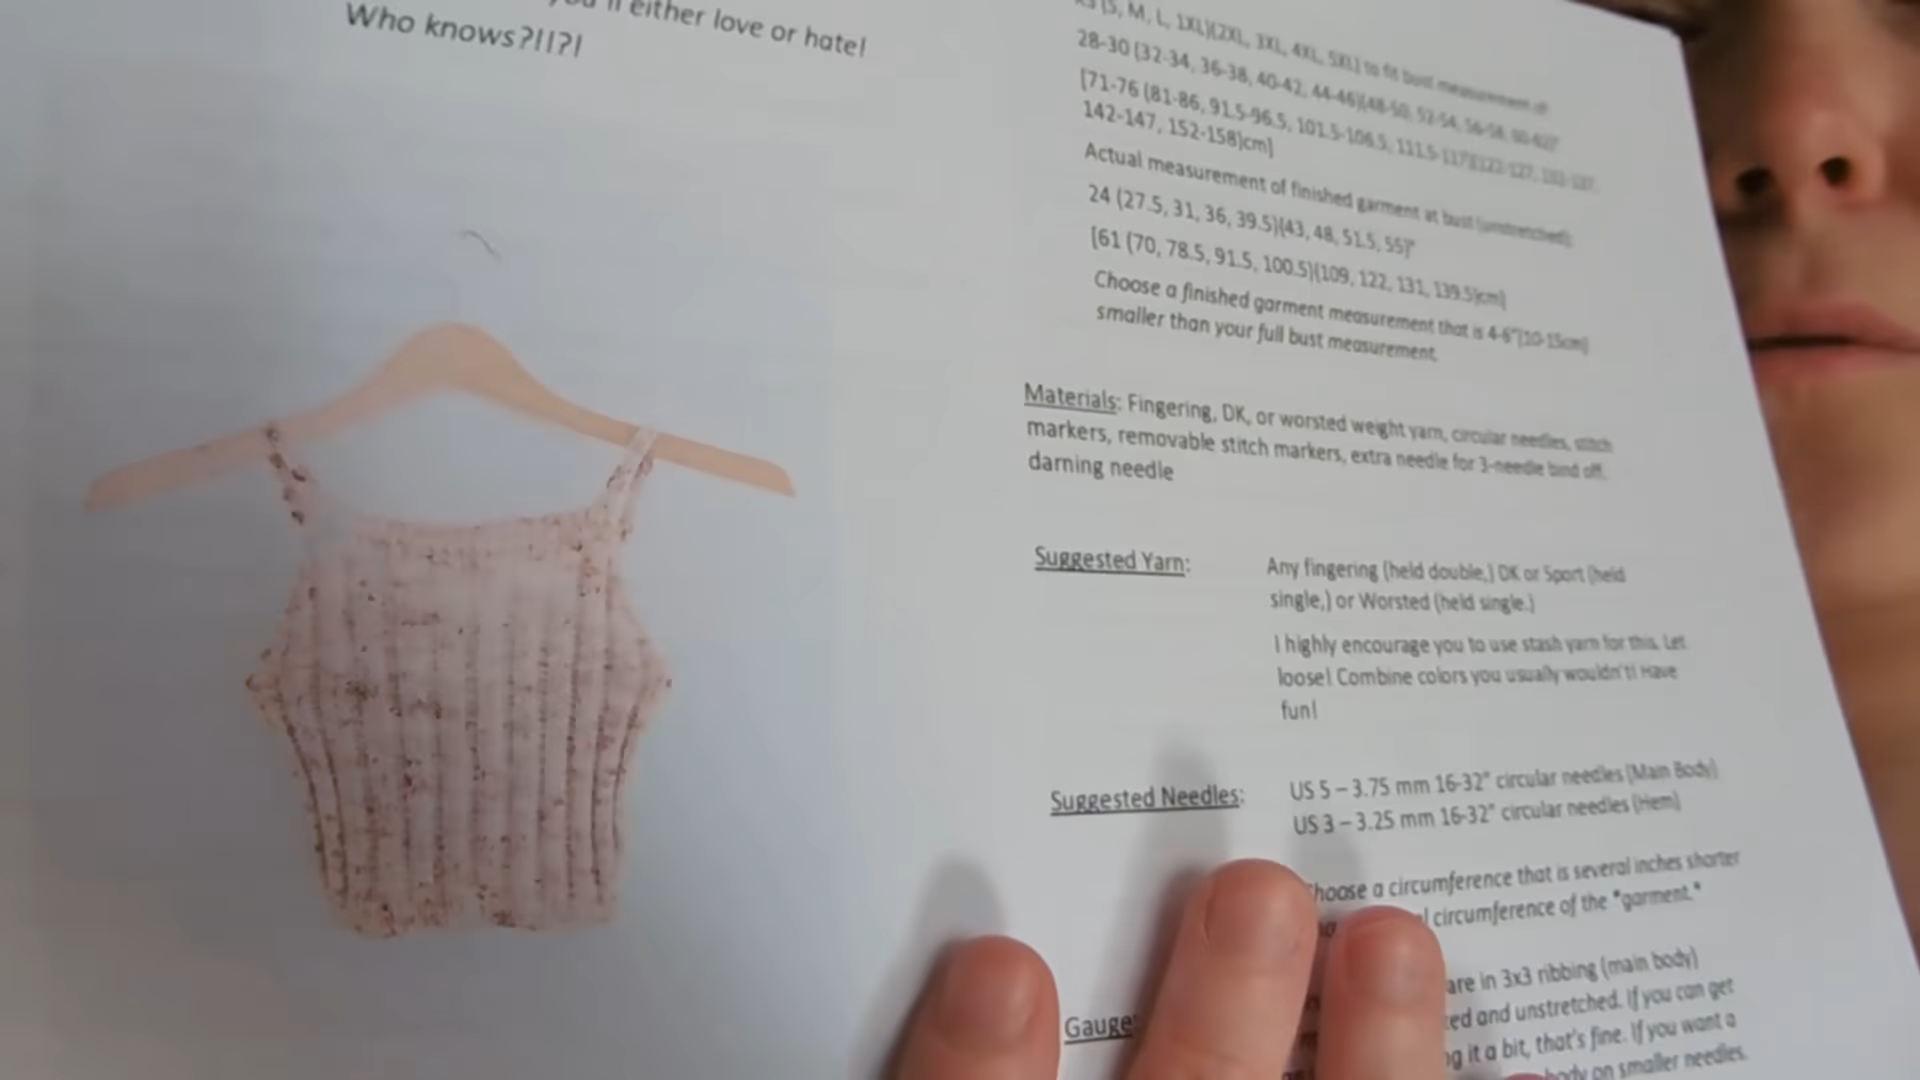 either love or hate!
Who knows?!!?!
(S, M, L, 1XL)(2XL, 3XL, 4XL, 5XL) to fit bust measurement of
28-30 (32-34, 36-38, 40-42, 44-46)(48-50, 52-54, 56-58, 60-62)"
[71-76 (81-86, 91.5-96.5, 101.5-106.5, 111.5-117)(122-127,
142-147, 152-158)cm]
Actual measurement of finished garment at bust (unstretched):
24 (27.5, 31, 36, 39.5)(43, 48, 51.5, 55)"
[61 (70, 78.5, 91.5, 100.5)(109, 122, 131, 139.5)cm]
Choose a finished garment measurement that is 4-6"[10-15cm]
smaller than your full bust measurement.
Materials: Fingering, DK, or worsted weight yarn, circular needles, stitch
markers, removable stitch markers, extra needle for 3-needle bind off,
darning needle
Suggested Yarn: Any fingering (held double,) DK or Sport (held
single,) or Worsted (held single.)
I highly encourage you to use stash yarn for this. Let
loose! Combine colors you usually wouldn't! Have
fun!
Suggested Needles: US 5 – 3.75 mm 16-32" circular needles (Main Body)
US 3 – 3.25 mm 16-32" circular needles (Hem)
hoose a circumference that is several inches shorter
circumference of the *garment.*
Gauge: are in 3x3 ribbing (main body)
and unstretched. If you can get
it a bit, that's fine. If you want a
body on smaller needles.